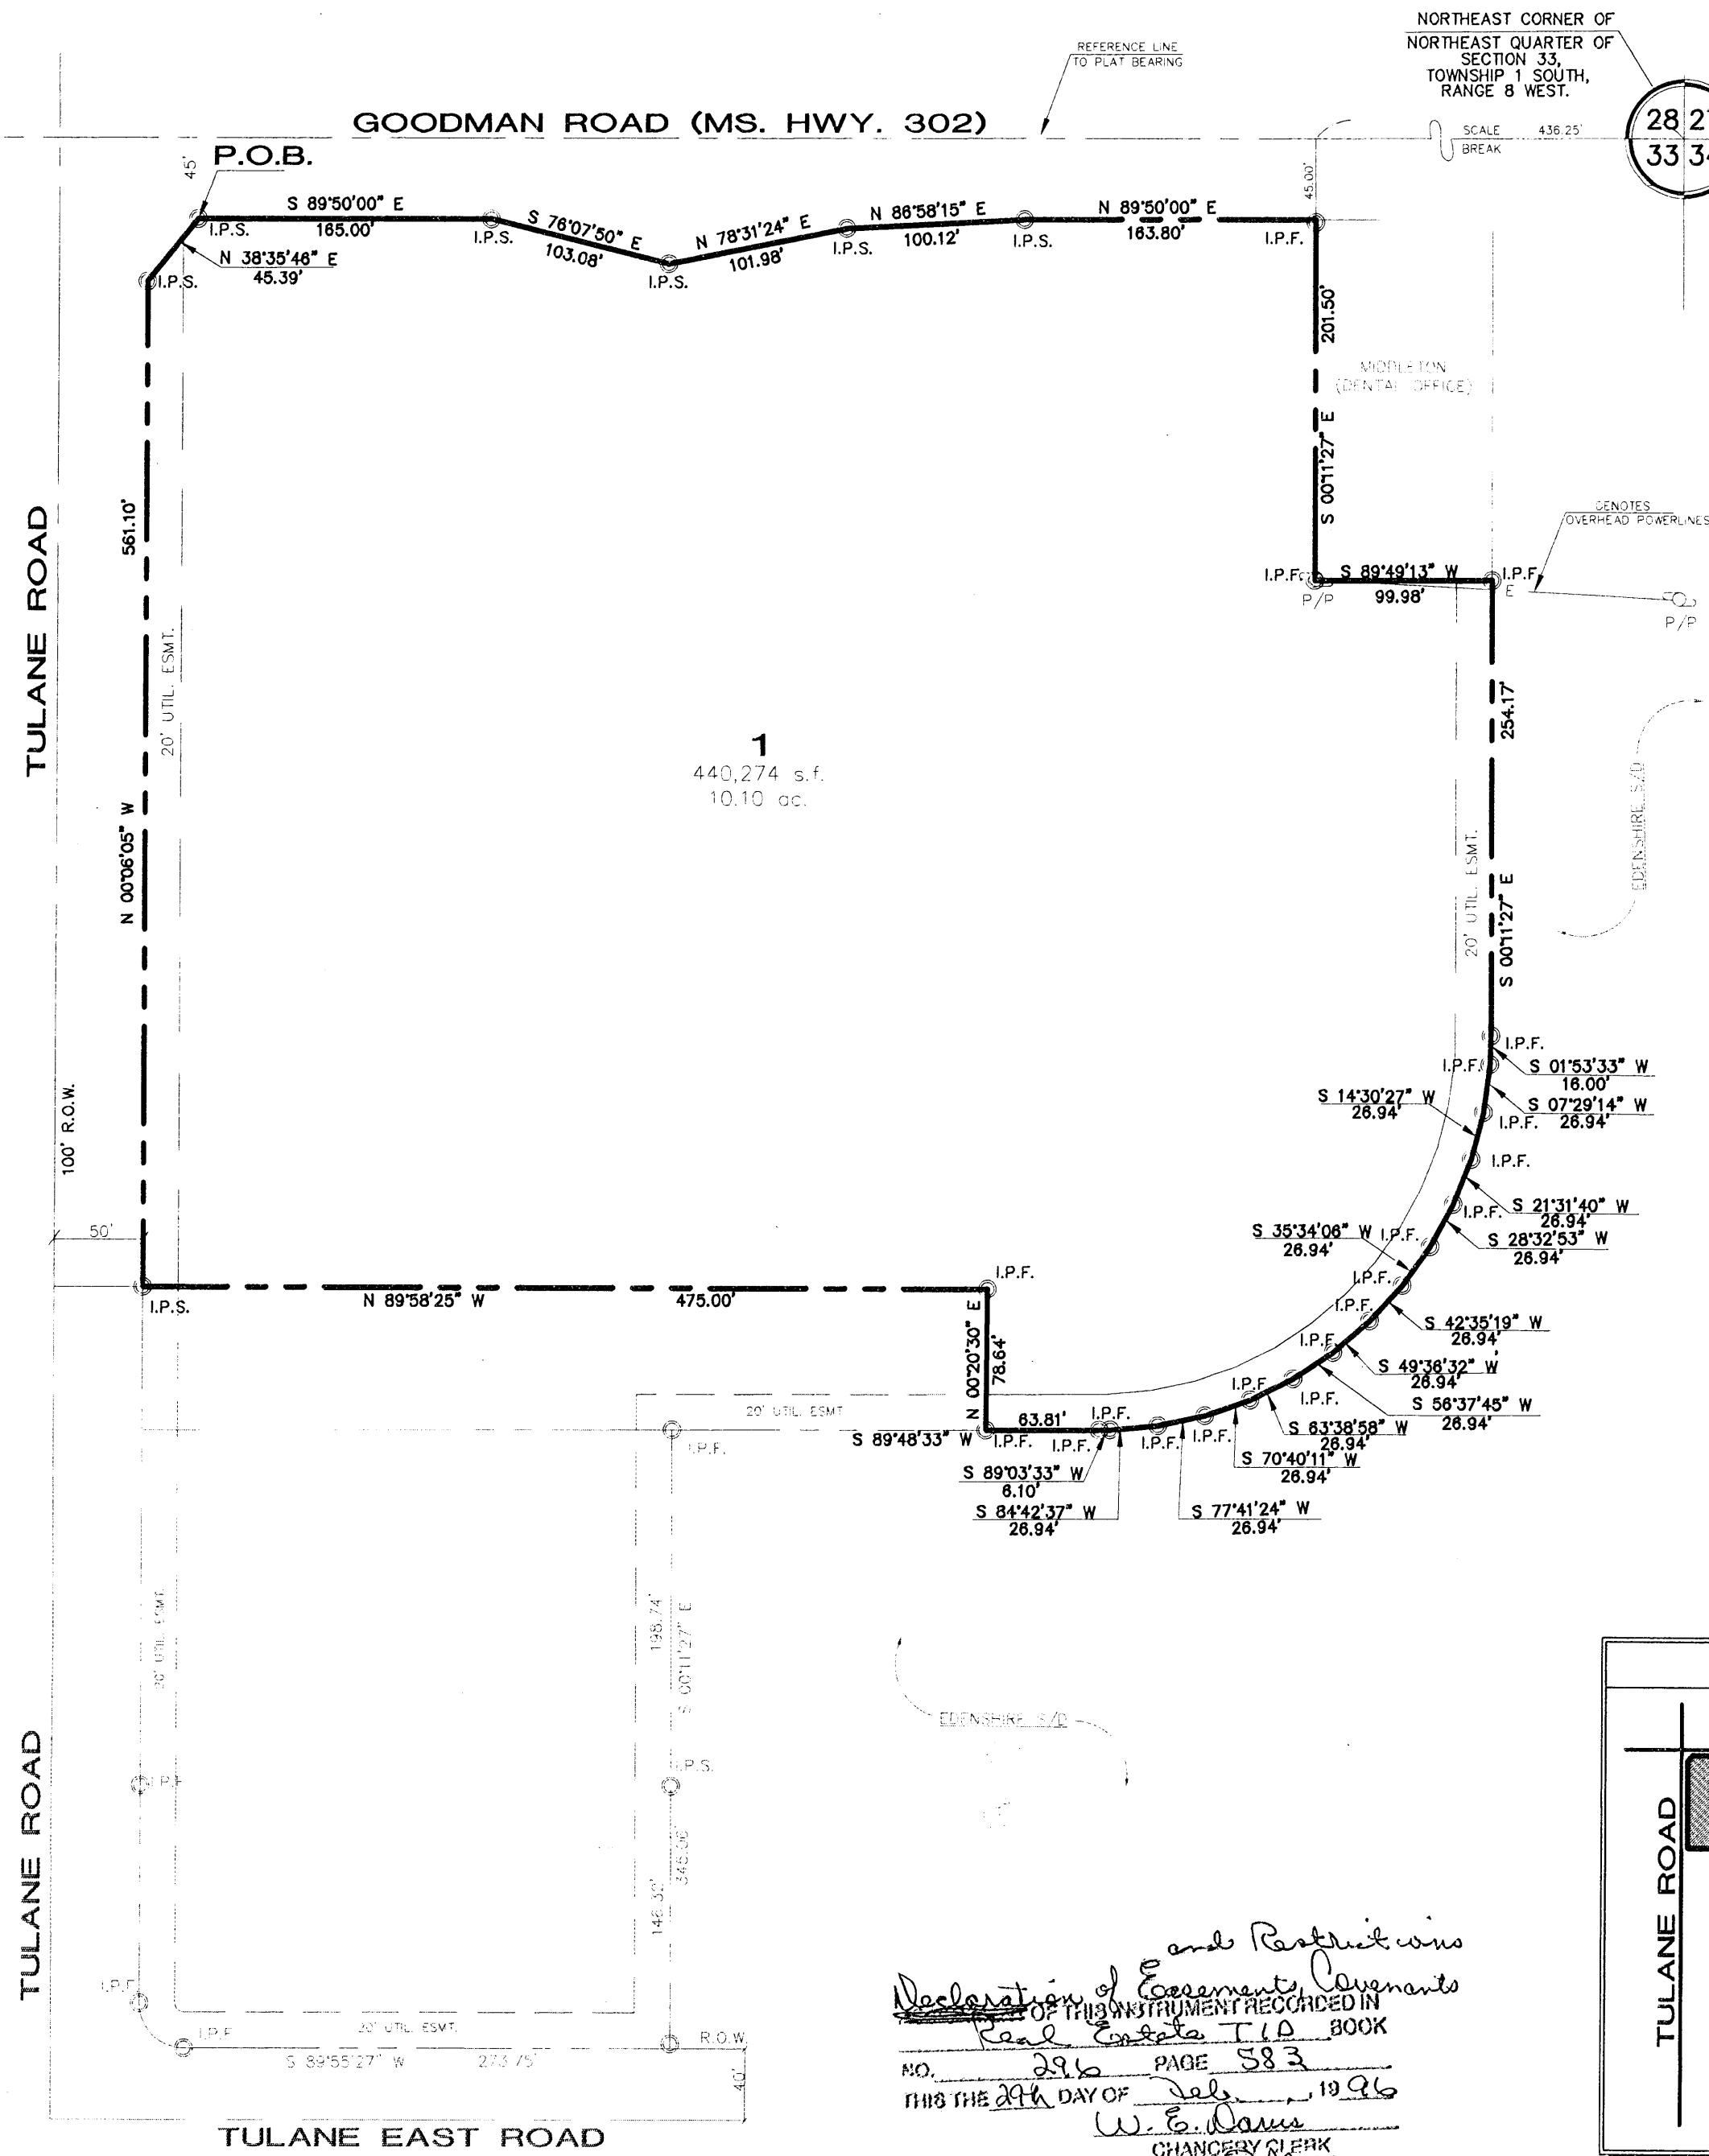 NORTHEAST CORNER OF
NORTHEAST QUARTER OF
SECTION 33,
TOWNSHIP 1 SOUTH,
RANGE 8 WEST.
REFERENCE LINE
TO PLAT BEARING
GOODMAN ROAD (MS. HWY. 302)
SCALE 436.25'
BREAK
28 2
33 3
45'
P.O.B.
45.00'
S 89°50'00" E
165.00'
I.P.S.
I.P.S.
S 76°07'50" E
103.08'
I.P.S.
N 78°31'24" E
101.98'
I.P.S.
N 86°58'15" E
100.12'
I.P.S.
N 89°50'00" E
163.80'
I.P.F.
N 38°35'46" E
45.39'
I.P.S.
201.50'
S 00°11'27" E
MIDDLETON
(DENTAL OFFICE)
561.10'
N 00°06'05" W
20' UTIL. ESMT.
TULANE ROAD
DENOTES
OVERHEAD POWERLINES
I.P.F.
S 89°49'13" W
99.98'
I.P.F.
P/P
E
P/P
254.17'
S 00°11'27" E
20' UTIL. ESMT.
EDENSHIRE S/D
1
440,274 s.f.
10.10 ac.
I.P.F.
I.P.F.
S 01°53'33" W
16.00'
S 07°29'14" W
26.94'
I.P.F.
S 14°30'27" W
26.94'
I.P.F.
S 21°31'40" W
26.94'
I.P.F.
S 28°32'53" W
26.94'
S 35°34'06" W
26.94'
I.P.F.
I.P.F.
S 42°35'19" W
26.94'
I.P.F.
S 49°36'32" W
26.94'
I.P.F.
S 56°37'45" W
26.94'
I.P.F.
S 63°38'58" W
26.94'
I.P.F.
S 70°40'11" W
26.94'
I.P.F.
S 77°41'24" W
26.94'
I.P.F.
S 84°42'37" W
26.94'
I.P.F.
S 89°03'33" W
6.10'
I.P.F.
63.81'
S 89°48'33" W
I.P.F.
N 00°20'30" E
78.64'
I.P.F.
100' R.O.W.
50'
I.P.S.
N 89°58'25" W
475.00'
20' UTIL. ESMT
I.P.F.
198.74'
S 00°11'27" E
20' UTIL. ESMT.
EDENSHIRE S/D
I.P.F.
I.P.S.
146.32'
345.06'
TULANE ROAD
I.P.F.
I.P.F.
20' UTIL. ESMT.
S 89°55'27" W 273.75'
R.O.W.
40'
TULANE EAST ROAD
TULANE ROAD
and Restrictions
Declaration of Easements, Covenants
OF THIS INSTRUMENT RECORDED IN
Real Estate BOOK
NO. 296 PAGE 583
THIS THE 29th DAY OF Feb. , 1996
W. E. Davis
CHANCERY CLERK